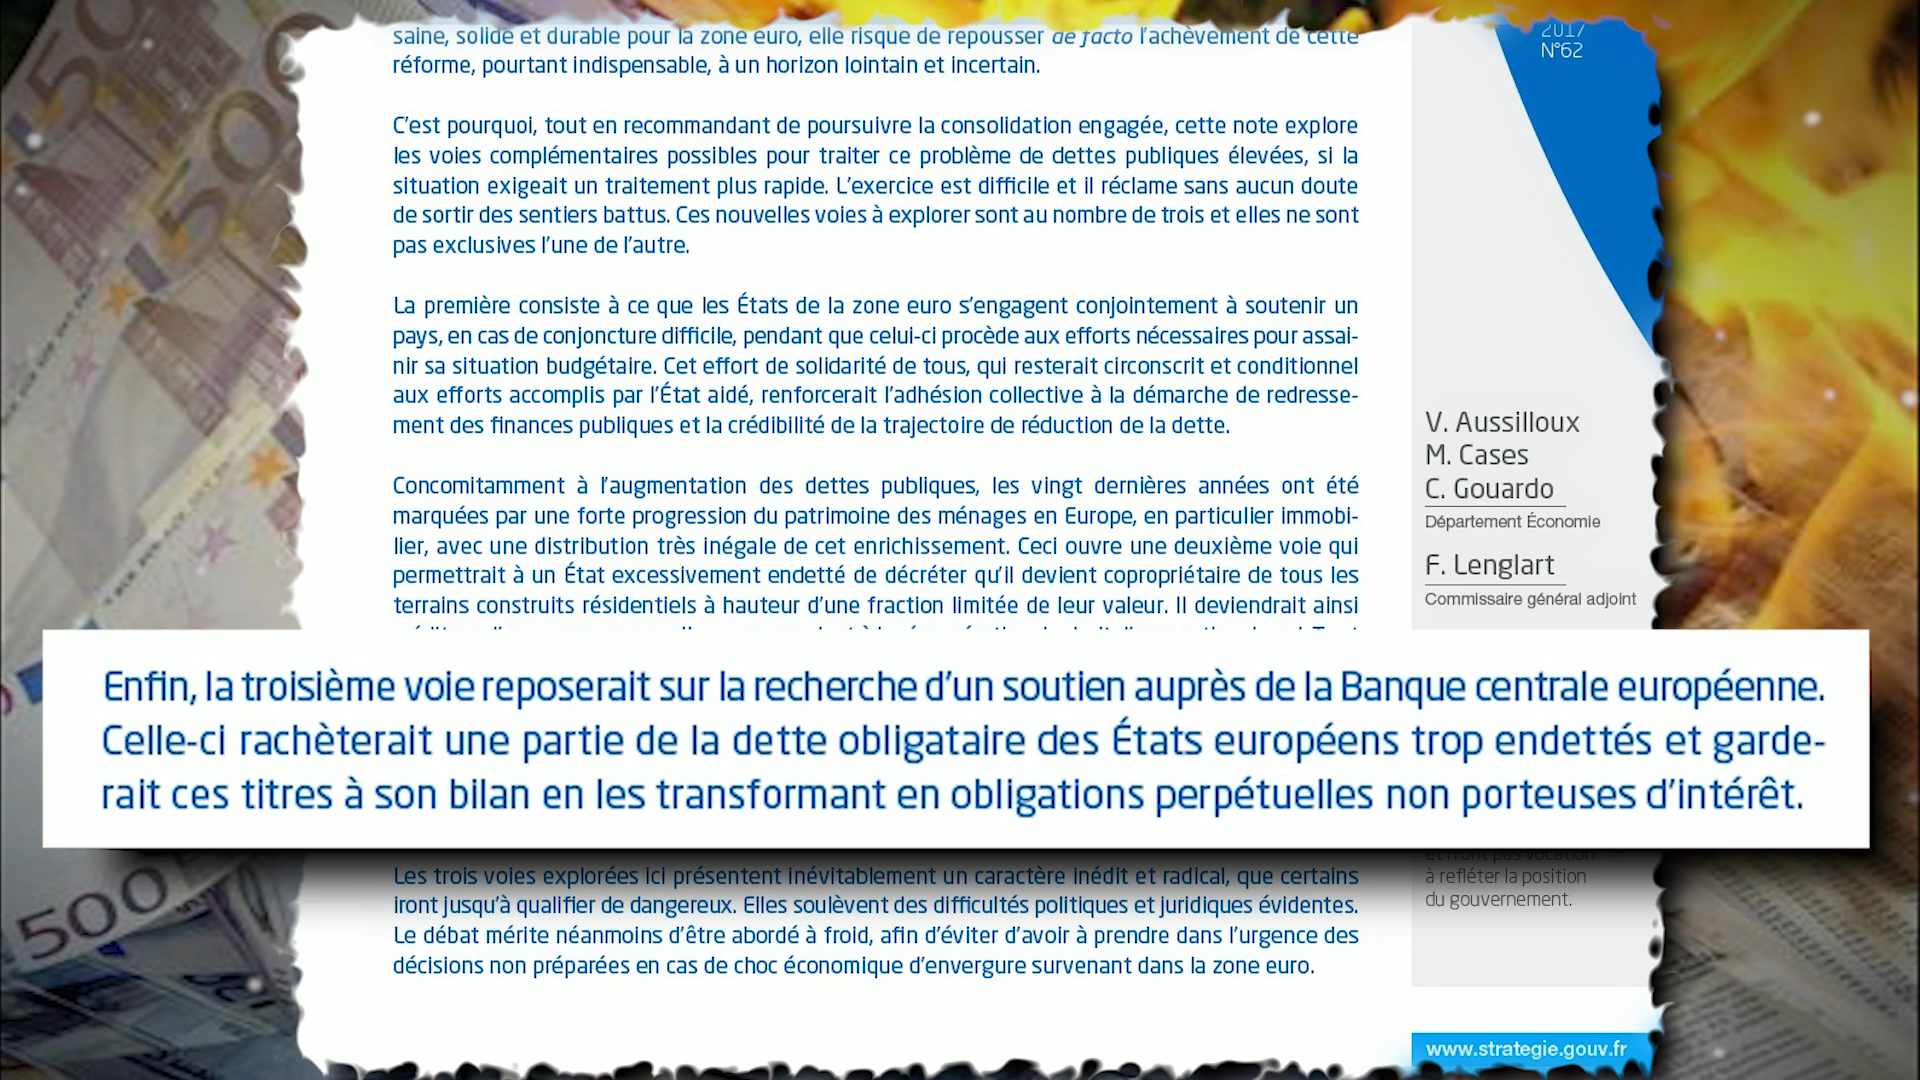 saine, solide et durable pour la zone euro, elle risque de repousser de facto l'achèvement de cette
réforme, pourtant indispensable, à un horizon lointain et incertain.
C'est pourquoi, tout en recommandant de poursuivre la consolidation engagée, cette note explore
les voies complémentaires possibles pour traiter ce problème de dettes publiques élevées, si la
situation exigeait un traitement plus rapide. L'exercice est difficile et il réclame sans aucun doute
de sortir des sentiers battus. Ces nouvelles voies à explorer sont au nombre de trois et elles ne sont
pas exclusives l'une de l'autre.
La première consiste à ce que les États de la zone euro s'engagent conjointement à soutenir un
pays, en cas de conjoncture difficile, pendant que celui-ci procède aux efforts nécessaires pour assai-
nir sa situation budgétaire. Cet effort de solidarité de tous, qui resterait circonscrit et conditionnel
aux efforts accomplis par l'État aidé, renforcerait l'adhésion collective à la démarche de redresse-
ment des finances publiques et la crédibilité de la trajectoire de réduction de la dette.
Concomitamment à l'augmentation des dettes publiques, les vingt dernières années ont été
marquées par une forte progression du patrimoine des ménages en Europe, en particulier immobi-
lier, avec une distribution très inégale de cet enrichissement. Ceci ouvre une deuxième voie qui
permettrait à un État excessivement endetté de décréter qu'il devient copropriétaire de tous les
terrains construits résidentiels à hauteur d'une fraction limitée de leur valeur. Il deviendrait ainsi
Enfin, la troisième voie reposerait sur la recherche d'un soutien auprès de la Banque centrale européenne.
Celle-ci rachèterait une partie de la dette obligataire des États européens trop endettés et garde-
rait ces titres à son bilan en les transformant en obligations perpétuelles non porteuses d'intérêt.
Les trois voies explorées ici présentent inévitablement un caractère inédit et radical, que certains
iront jusqu'à qualifier de dangereux. Elles soulèvent des difficultés politiques et juridiques évidentes.
Le débat mérite néanmoins d'être abordé à froid, afin d'éviter d'avoir à prendre dans l'urgence des
décisions non préparées en cas de choc économique d'envergure survenant dans la zone euro.
2017
N°62
V. Aussilloux
M. Cases
C. Gouardo
Département Économie
F. Lenglart
Commissaire général adjoint
et n'ont pas vocation
à refléter la position
du gouvernement.
www.strategie.gouv.fr
500
500
500